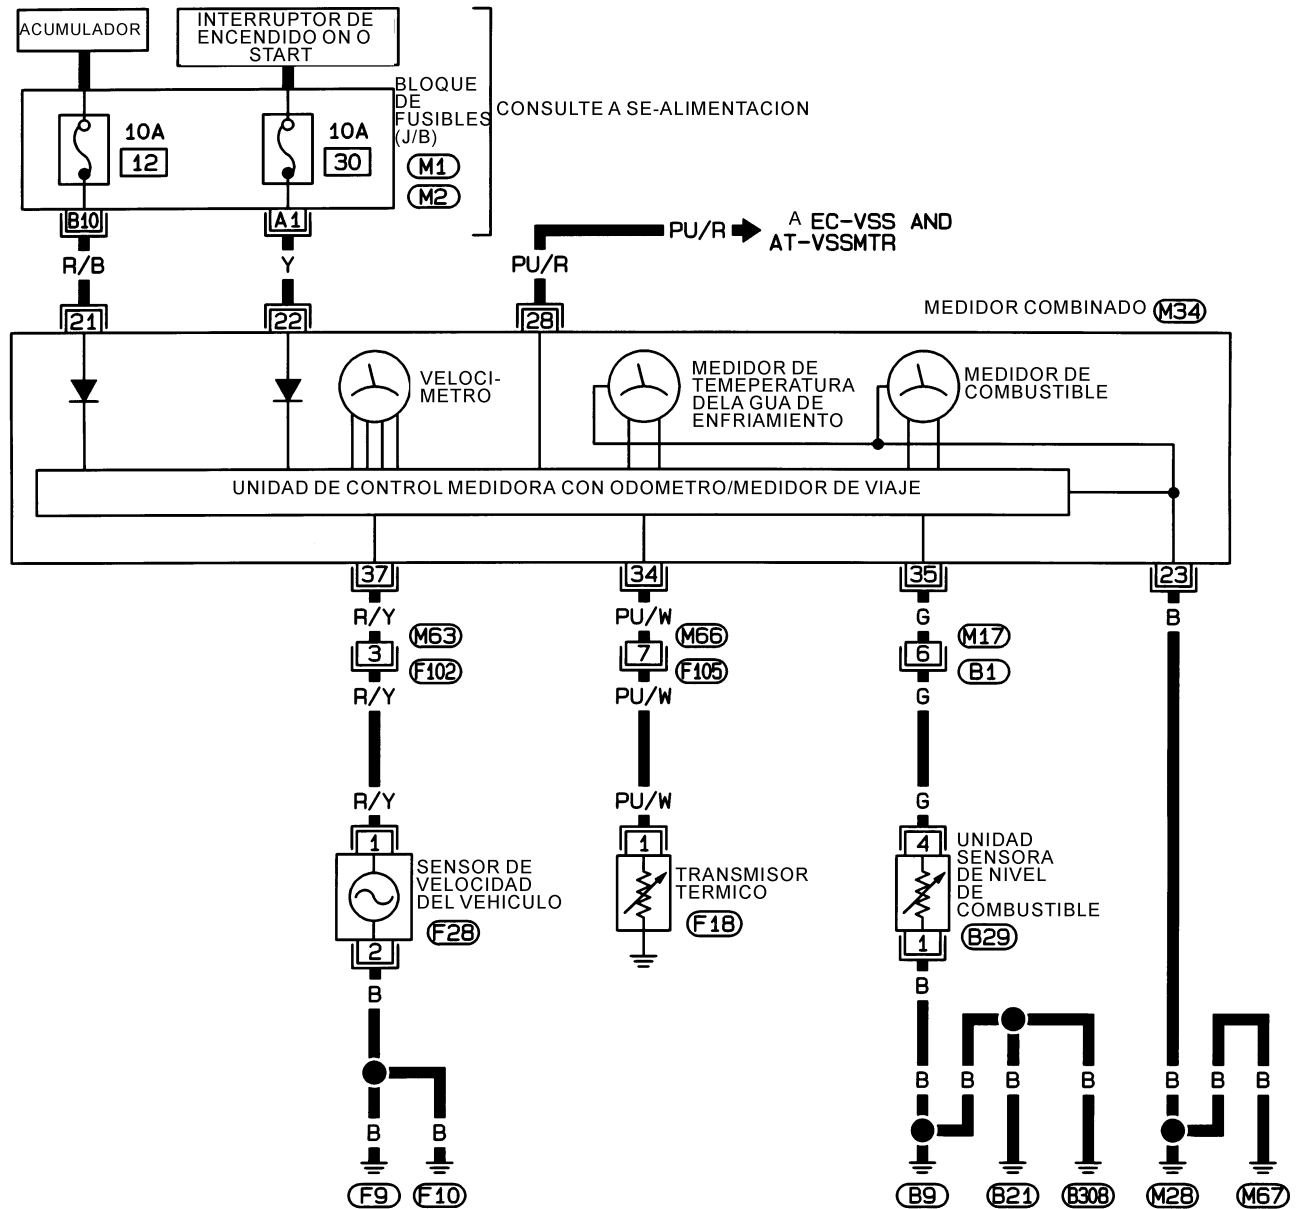 ACUMULADOR
INTERRUPTOR DE
ENCENDIDO ON O
START
BLOQUE
DE
FUSIBLES
(J/B)
CONSULTE A SE-ALIMENTACION
10A
12
10A
30
M1
M2
B10
A1
R/B
Y
PU/R
PU/R
A EC-VSS AND
AT-VSSMTR
21
22
28
MEDIDOR COMBINADO
M34
VELOCI-
METRO
MEDIDOR DE
TEMEPERATURA
DELA GUA DE
ENFRIAMIENTO
MEDIDOR DE
COMBUSTIBLE
UNIDAD DE CONTROL MEDIDORA CON ODOMETRO/MEDIDOR DE VIAJE
37
34
35
23
R/Y
PU/W
G
B
3
M63
F102
7
M66
F105
6
M17
B1
R/Y
PU/W
G
R/Y
PU/W
G
1
1
4
SENSOR DE
VELOCIDAD
DEL VEHICULO
F28
TRANSMISOR
TERMICO
F18
UNIDAD
SENSORA
DE NIVEL
DE
COMBUSTIBLE
B29
2
1
B
B
B
B
B
B
B
B
B
B
B
F9
F10
B9
B21
B308
M28
M67